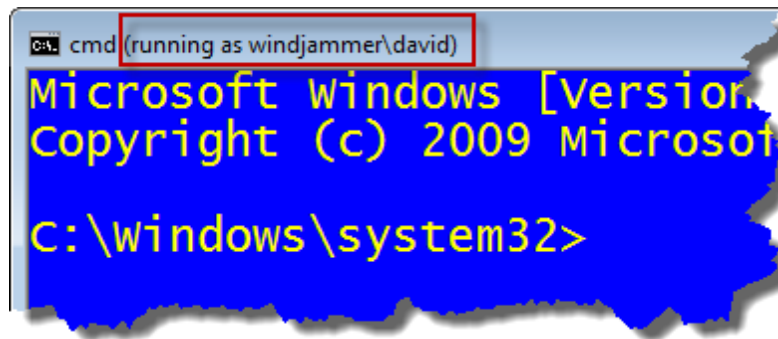 cmd (running as windjammer\david)
Microsoft Windows [Version
Copyright (c) 2009 Microsof
C:\Windows\system32>